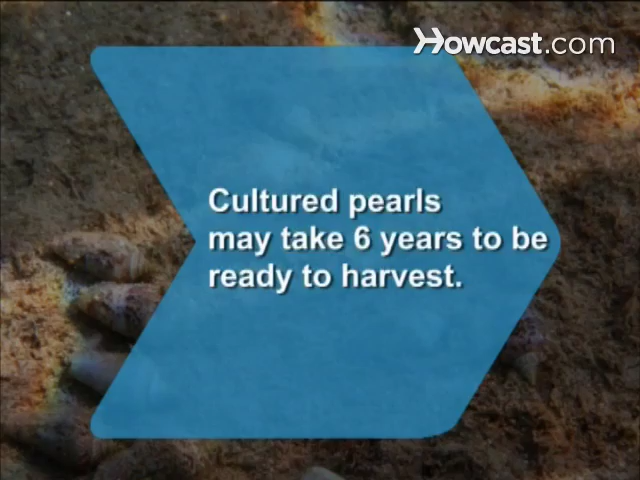 Howcast.com
Cultured pearls
may take 6 years to be
ready to harvest.